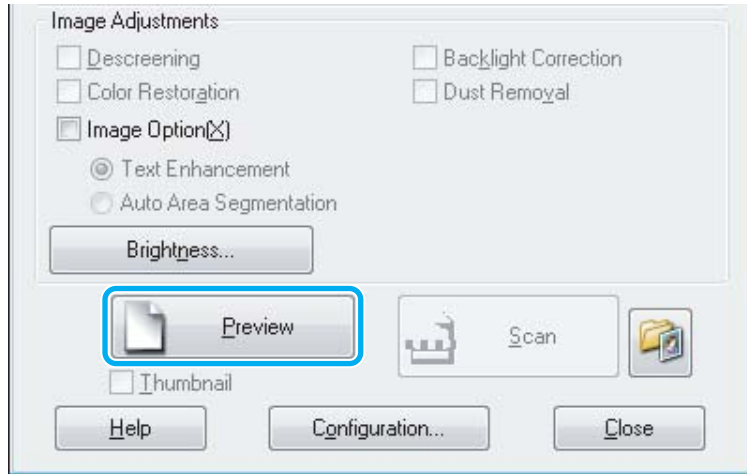 Image Adjustments
Descreening Backlight Correction
Color Restoration Dust Removal
Image Option(X)
Text Enhancement
Auto Area Segmentation
Brightness...
Preview Scan
Thumbnail
Help Configuration... Close